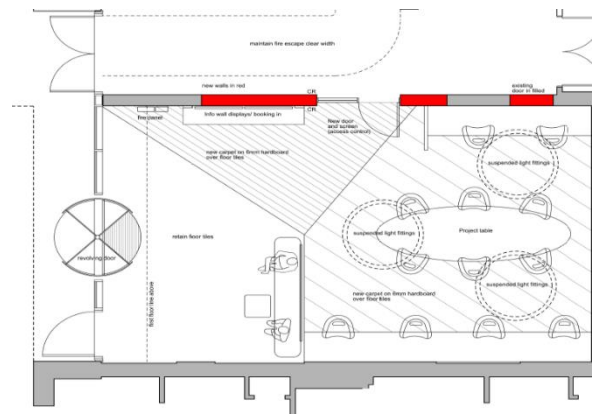 maintain fire escape clear width
new walls in red
CR
existing
door in filled
fire panel
Info wall displays/ booking in
CR
New door
and screen
(access control)
new carpet on 6mm hardboard
over floor tiles
suspended light fittings
retain floor tiles
suspended light fittings
Project table
revolving door
suspended light fittings
new carpet on 6mm hardboard
over floor tiles